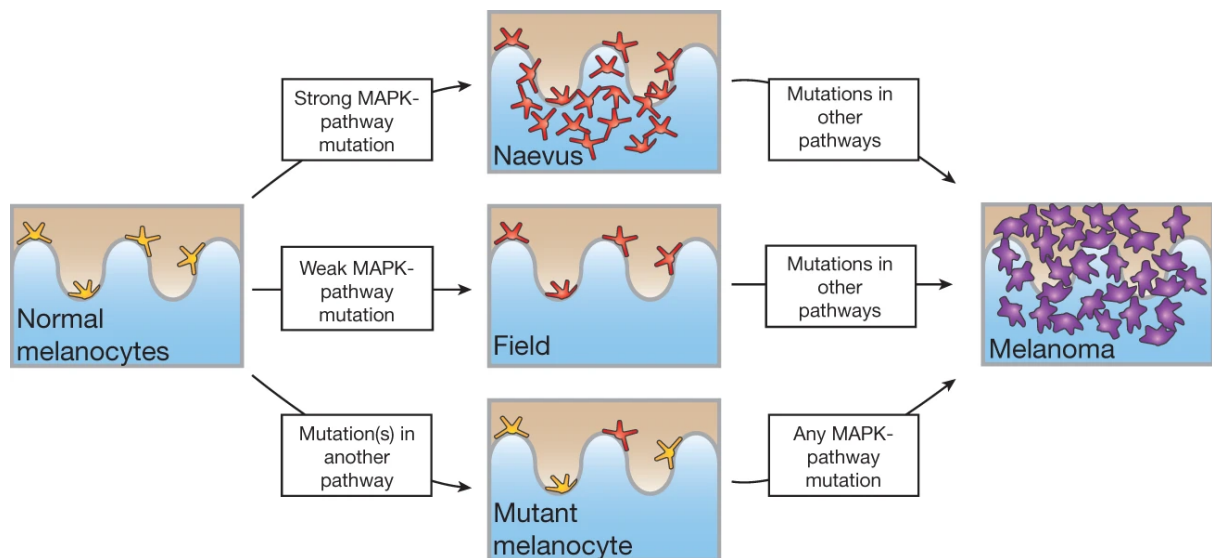 Strong MAPK-
pathway
mutation
Naevus
Mutations in
other
pathways
Normal
melanocytes
Weak MAPK-
pathway
mutation
Field
Mutations in
other
pathways
Melanoma
Mutation(s) in
another
pathway
Mutant
melanocyte
Any MAPK-
pathway
mutation